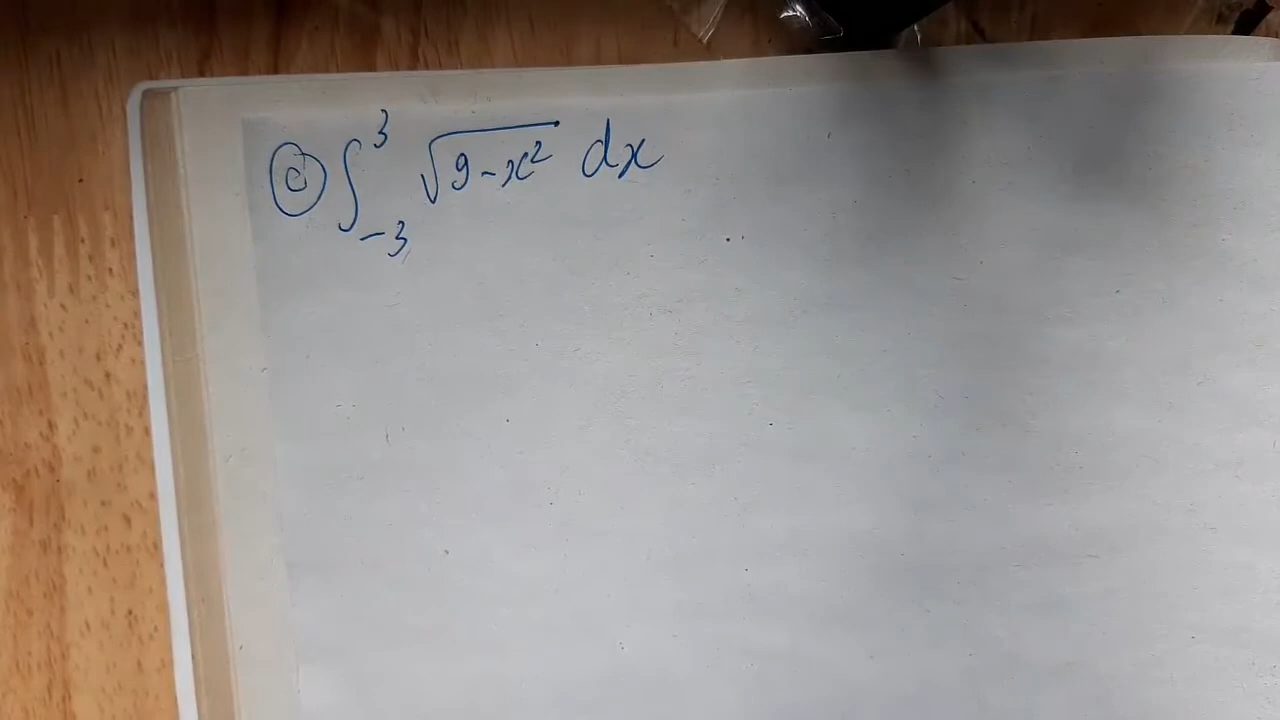 ⓒ ∫_{-3}^{3} √(9-x²) dx